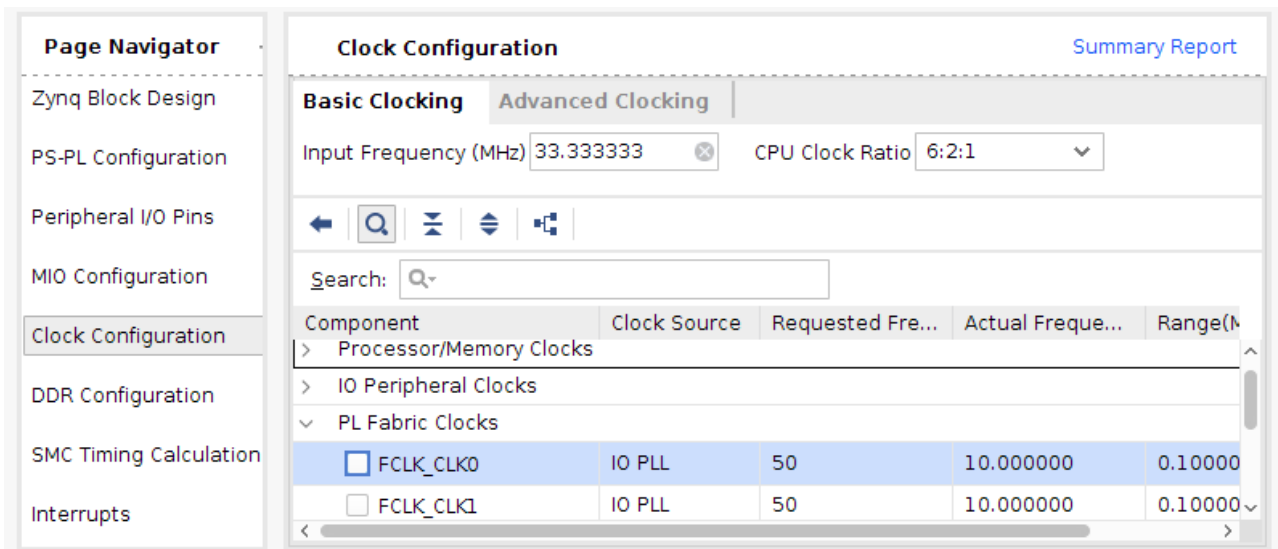 Page Navigator
Zynq Block Design
PS-PL Configuration
Peripheral I/O Pins
MIO Configuration
Clock Configuration
DDR Configuration
SMC Timing Calculation
Interrupts
Clock Configuration Summary Report
Basic Clocking Advanced Clocking
Input Frequency (MHz) 33.333333 CPU Clock Ratio 6:2:1
Search:
Component Clock Source Requested Fre... Actual Freque... Range(M
Processor/Memory Clocks
IO Peripheral Clocks
PL Fabric Clocks
FCLK_CLK0 IO PLL 50 10.000000 0.10000
FCLK_CLK1 IO PLL 50 10.000000 0.10000